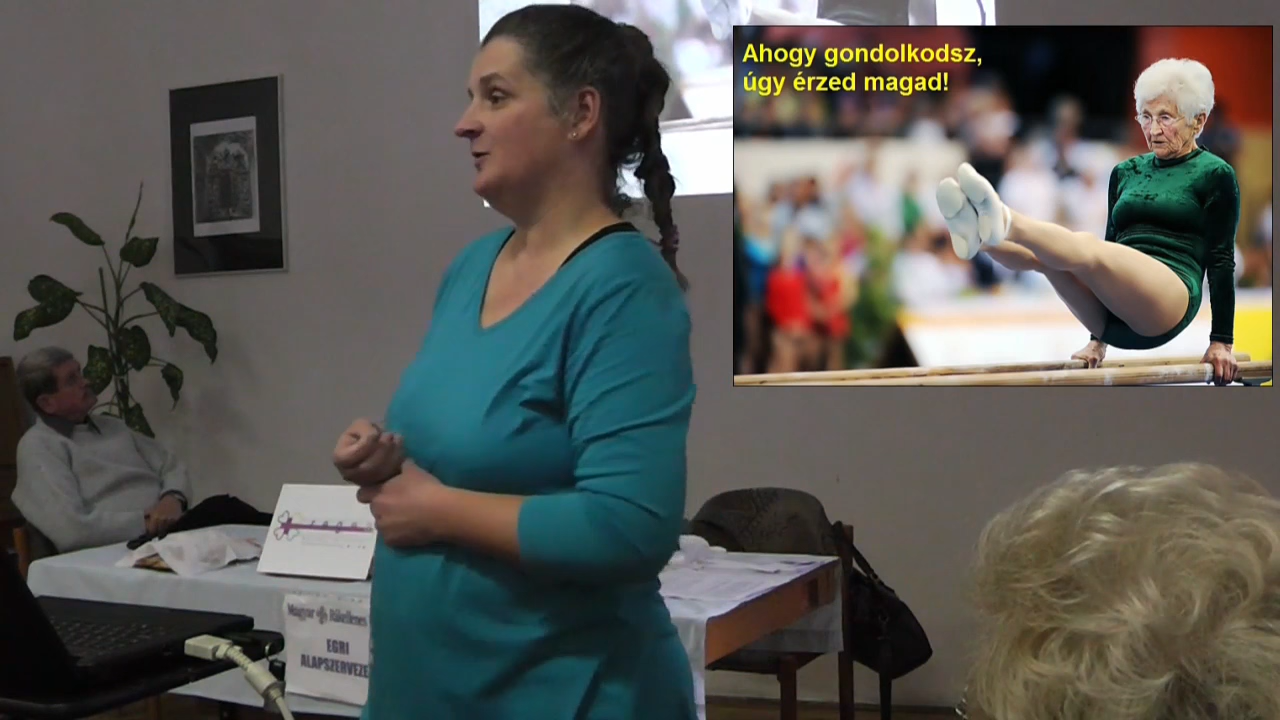 Ahogy gondolkodsz,
úgy érzed magad!
Magyar Rákellenes
EGRI
ALAPSZERVEZE